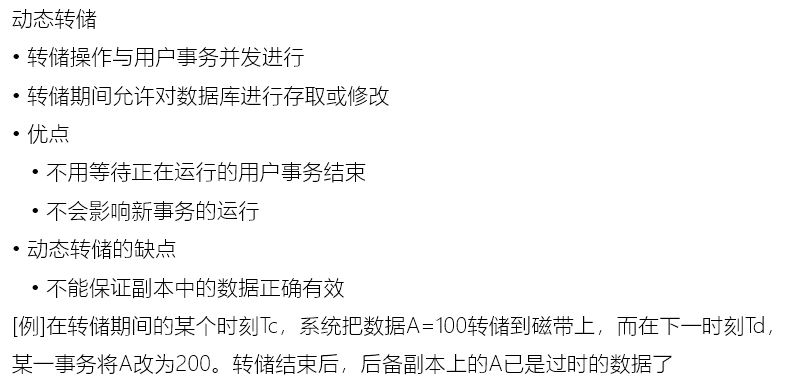 动态转储
• 转储操作与用户事务并发进行
• 转储期间允许对数据库进行存取或修改
• 优点
• 不用等待正在运行的用户事务结束
• 不会影响新事务的运行
• 动态转储的缺点
• 不能保证副本中的数据正确有效
[例]在转储期间的某个时刻Tc，系统把数据A=100转储到磁带上，而在下一时刻Td，
某一事务将A改为200。转储结束后，后备副本上的A已是过时的数据了